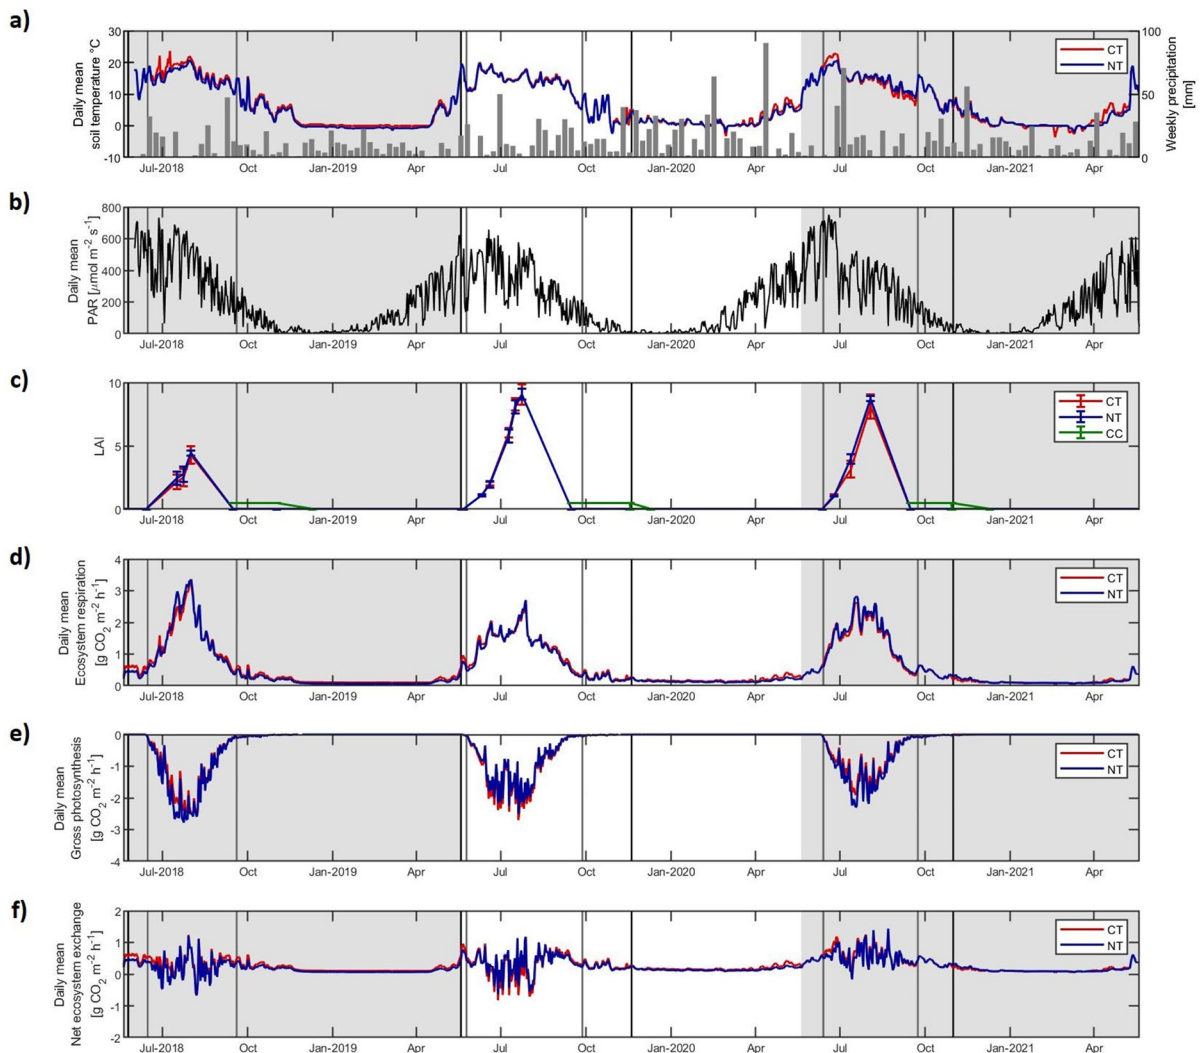 a)
Daily mean
soil temperature °C
30
20
10
0
-10
CT
NT
100
50
0
Weekly precipitation
[mm]
Jul-2018 Oct Jan-2019 Apr Jul Oct Jan-2020 Apr Jul Oct Jan-2021 Apr
b)
Daily mean
PAR [µmol m-2 s-1]
800
600
400
200
0
Jul-2018 Oct Jan-2019 Apr Jul Oct Jan-2020 Apr Jul Oct Jan-2021 Apr
c)
LAI
10
5
0
CT
NT
CC
Jul-2018 Oct Jan-2019 Apr Jul Oct Jan-2020 Apr Jul Oct Jan-2021 Apr
d)
Daily mean
Ecosystem respiration
[g CO2 m-2 h-1]
4
3
2
1
0
CT
NT
Jul-2018 Oct Jan-2019 Apr Jul Oct Jan-2020 Apr Jul Oct Jan-2021 Apr
e)
Daily mean
Gross photosynthesis
[g CO2 m-2 h-1]
0
-1
-2
-3
-4
CT
NT
Jul-2018 Oct Jan-2019 Apr Jul Oct Jan-2020 Apr Jul Oct Jan-2021 Apr
f)
Daily mean
Net ecosystem exchange
[g CO2 m-2 h-1]
2
1
0
-1
-2
CT
NT
Jul-2018 Oct Jan-2019 Apr Jul Oct Jan-2020 Apr Jul Oct Jan-2021 Apr